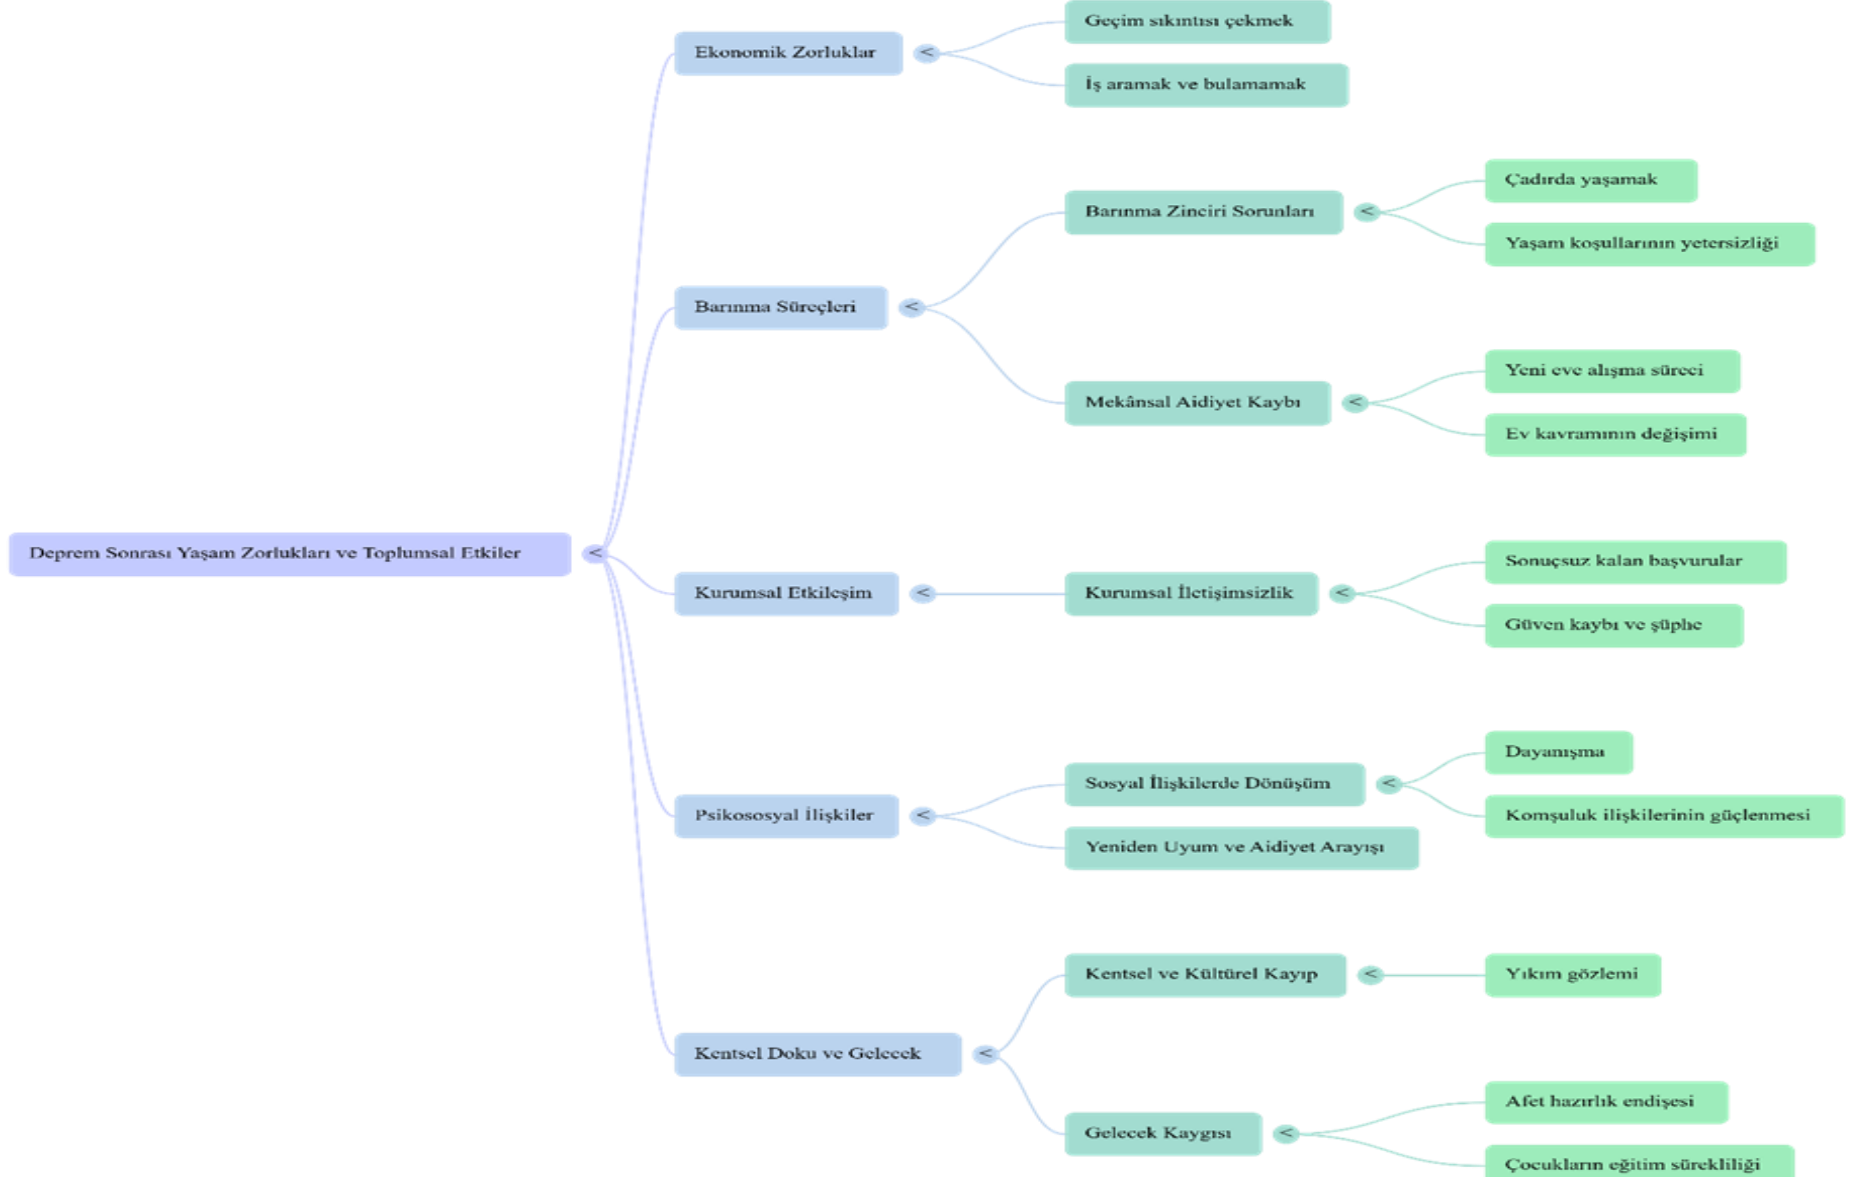 Deprem Sonrası Yaşam Zorlukları ve Toplumsal Etkiler
<
Ekonomik Zorluklar
<
Geçim sıkıntısı çekmek
İş aramak ve bulamamak
Barınma Süreçleri
<
Barınma Zinciri Sorunları
<
Çadırda yaşamak
Yaşam koşullarının yetersizliği
Mekânsal Aidiyet Kaybı
<
Yeni eve alışma süreci
Ev kavramının değişimi
Kurumsal Etkileşim
<
Kurumsal İletişimsizlik
<
Sonuçsuz kalan başvurular
Güven kaybı ve şüphe
Psikososyal İlişkiler
<
Sosyal İlişkilerde Dönüşüm
<
Dayanışma
Komşuluk ilişkilerinin güçlenmesi
Yeniden Uyum ve Aidiyet Arayışı
Kentsel Doku ve Gelecek
<
Kentsel ve Kültürel Kayıp
<
Yıkım gözlemi
Gelecek Kaygısı
<
Afet hazırlık endişesi
Çocukların eğitim sürekliliği